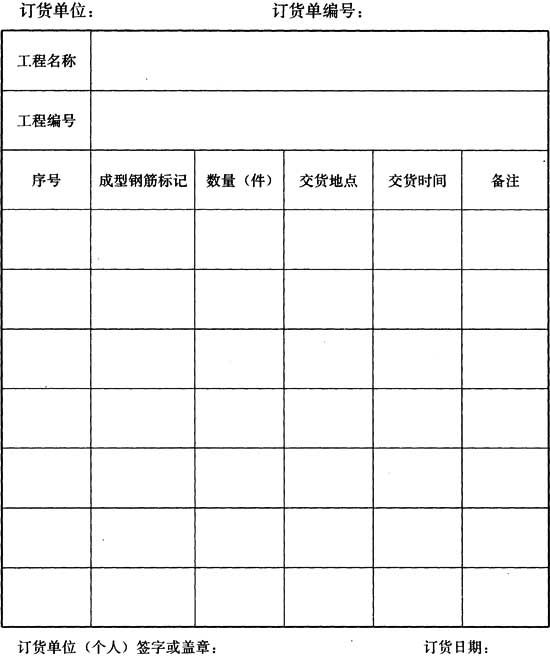 订货单位： 订货单编号：
工程名称
工程编号
序号 成型钢筋标记 数量（件） 交货地点 交货时间 备注
订货单位（个人）签字或盖章： 订货日期：